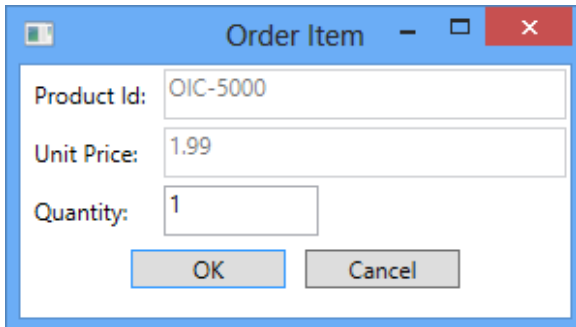 Order Item
Product Id: OIC-5000
Unit Price: 1.99
Quantity: 1
OK Cancel